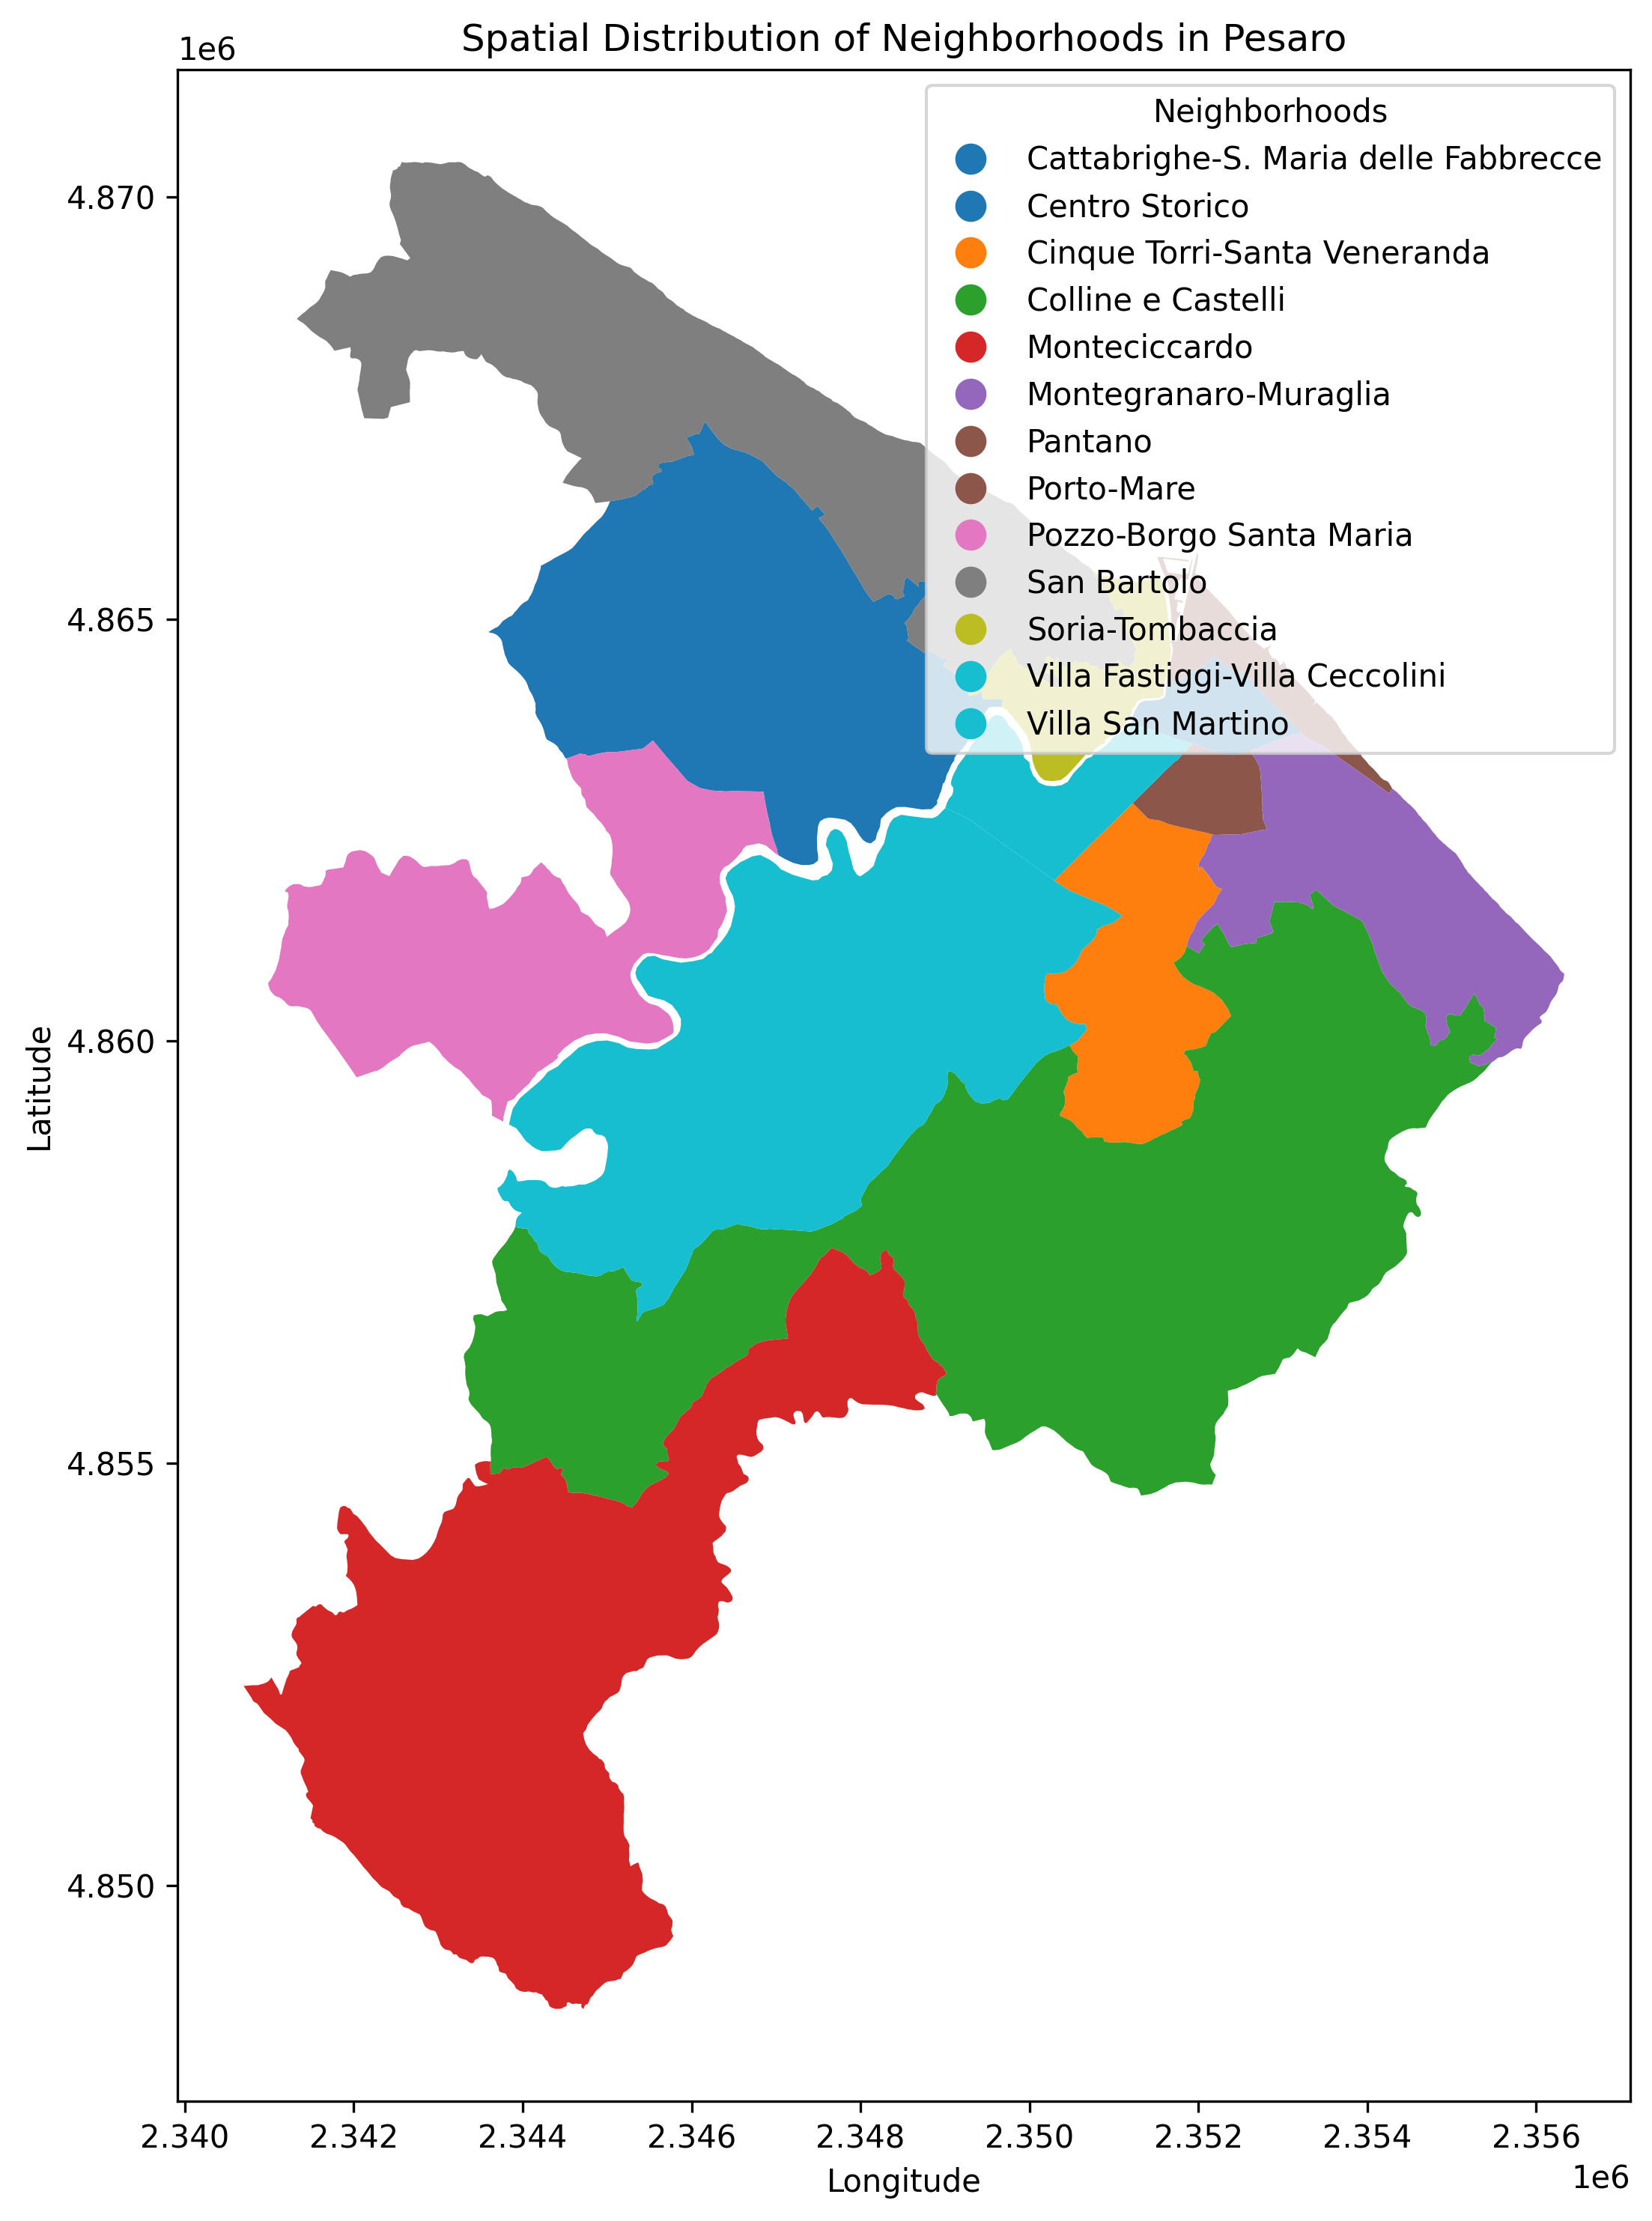 Spatial Distribution of Neighborhoods in Pesaro
1e6
Neighborhoods
Cattabrighe-S. Maria delle Fabbrecce
Centro Storico
Cinque Torri-Santa Veneranda
Colline e Castelli
Monteciccardo
Montegranaro-Muraglia
Pantano
Porto-Mare
Pozzo-Borgo Santa Maria
San Bartolo
Soria-Tombaccia
Villa Fastiggi-Villa Ceccolini
Villa San Martino
4.870
4.865
4.860
4.855
4.850
Latitude
2.340 2.342 2.344 2.346 2.348 2.350 2.352 2.354 2.356
Longitude
1e6